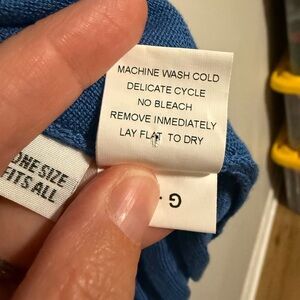 MACHINE WASH COLD
DELICATE CYCLE
NO BLEACH
REMOVE INMEDIATELY
LAY FLAT TO DRY
ONE SIZE
FITS ALL
G